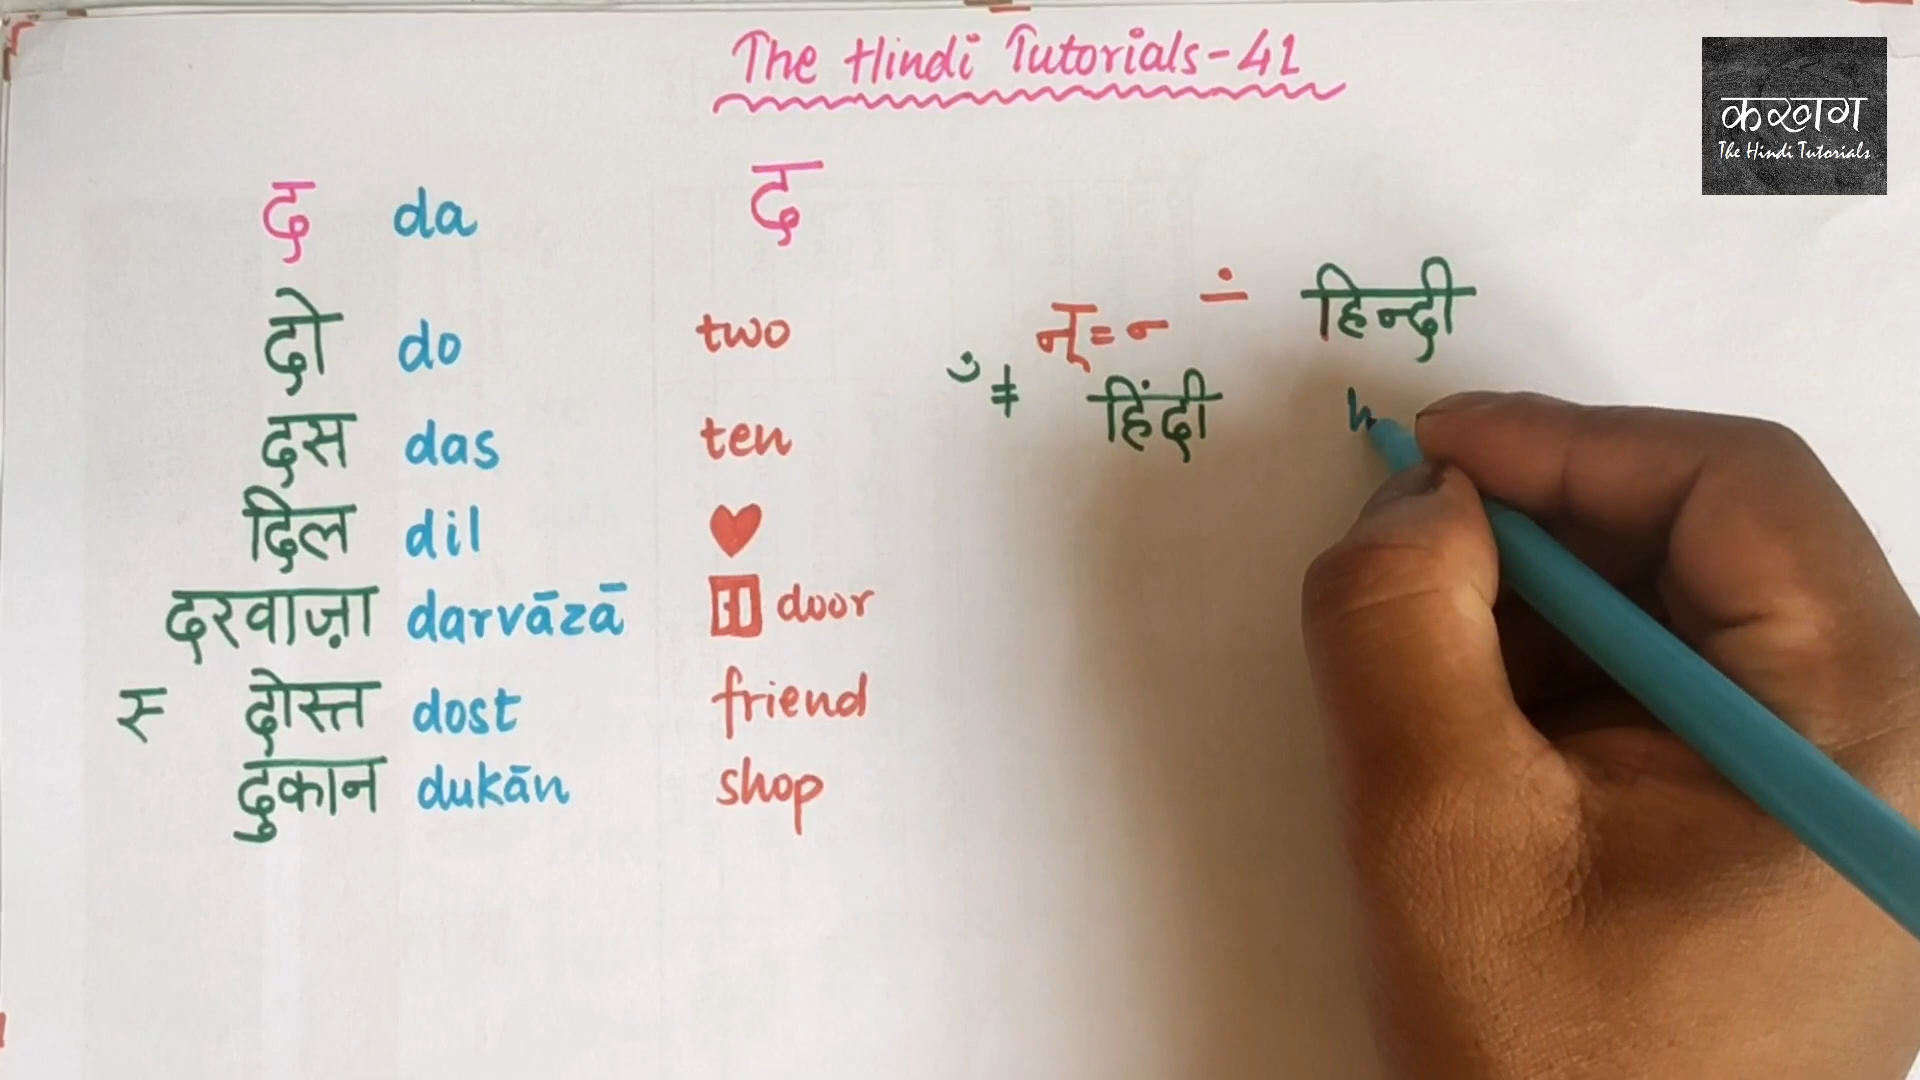 The Hindi Tutorials-41
कखगग
The Hindi Tutorials
द da द
दो do two
दस das ten
दिल dil
दरवाज़ा darvāzā door
स्
दोस्त dost friend
दुकान dukān shop
न्=न् ं हिन्दी
ँ ≠ हिंदी
h